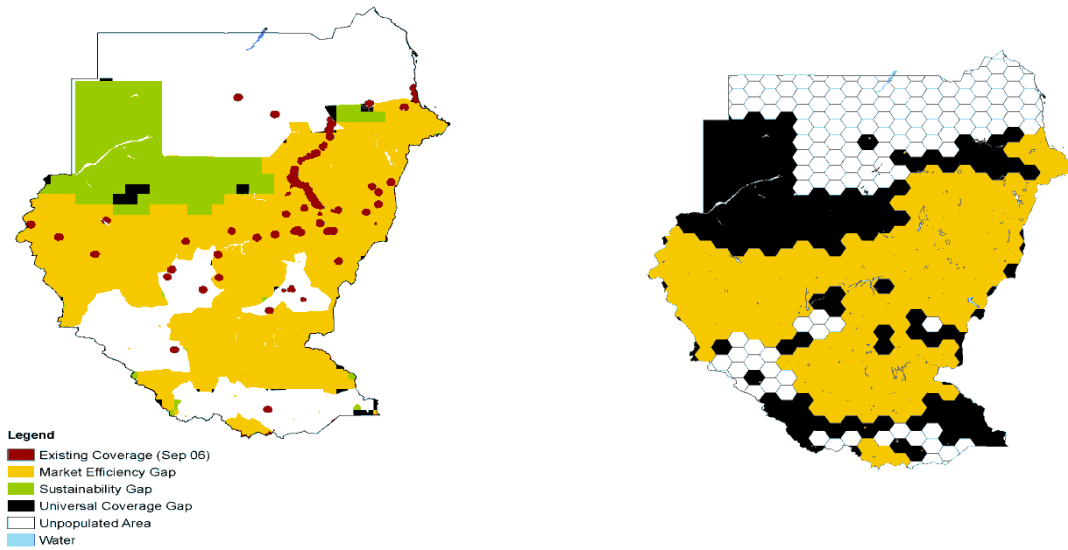 Legend
Existing Coverage (Sep 06)
Market Efficiency Gap
Sustainability Gap
Universal Coverage Gap
Unpopulated Area
Water